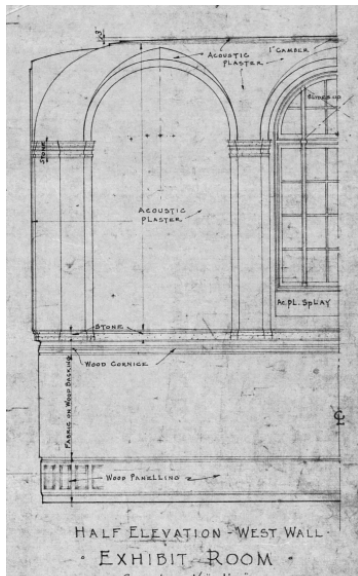 ACOUSTIC
PLASTER
1" CAMBER
STONE
ACOUSTIC
PLASTER
Ac.PL. SPLAY
STONE
WOOD CORNICE
FABRIC ON WOOD BACKING
WOOD PANELLING
HALF ELEVATION · WEST WALL ·
· EXHIBIT · ROOM ·